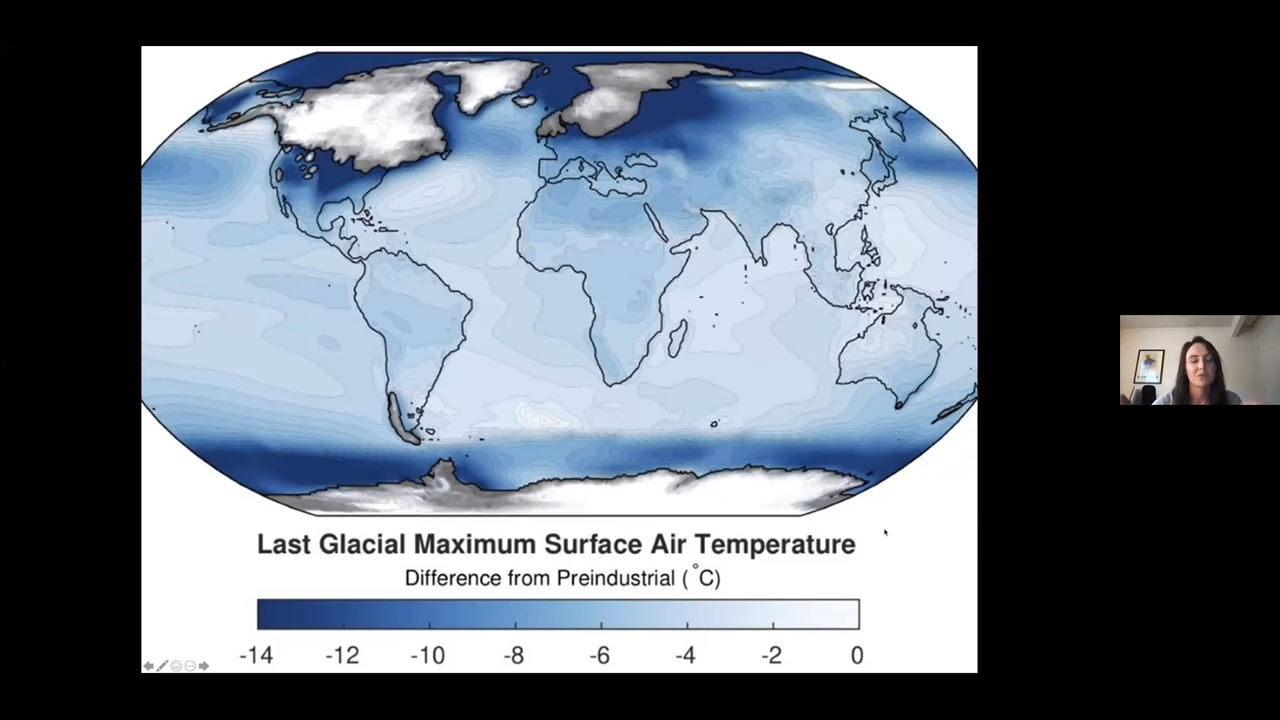 Last Glacial Maximum Surface Air Temperature
Difference from Preindustrial (°C)
-14 -12 -10 -8 -6 -4 -2 0